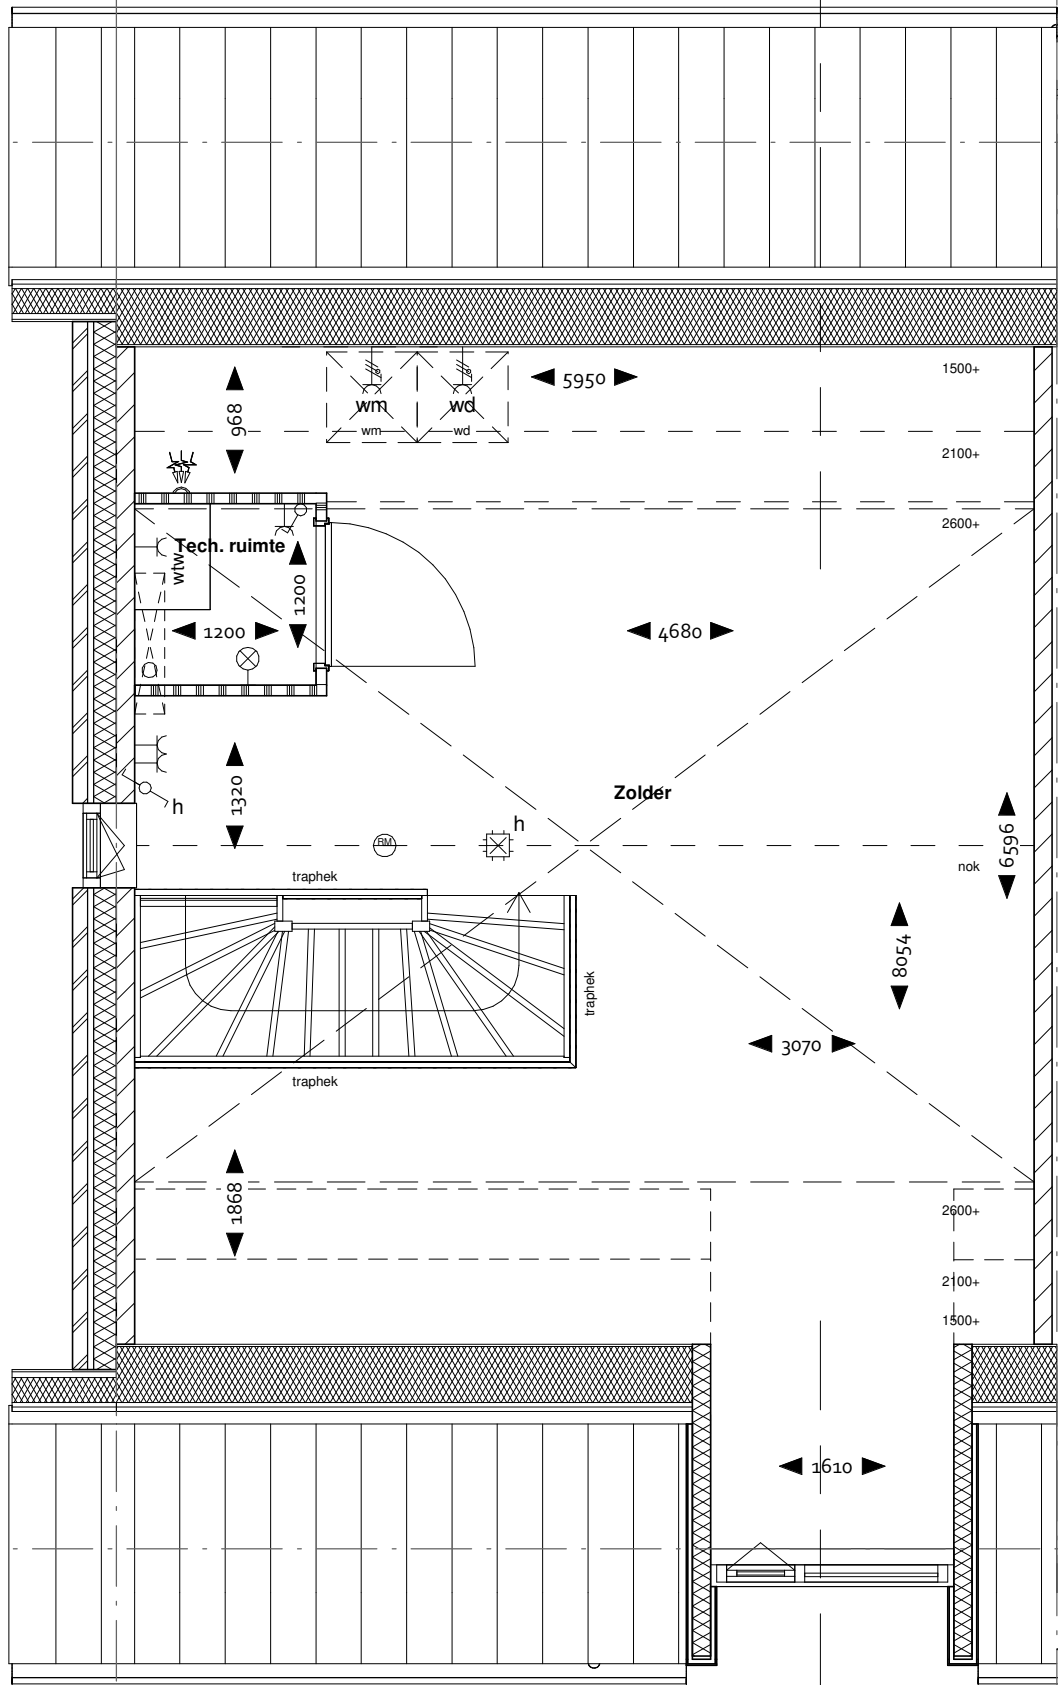 1500+
5950
wm
wd
968
wm
wd
2100+
2600+
Tech. ruimte
wtw
1200
1200
4680
1320
h
Zolder
h
RM
6596
nok
traphek
8054
traphek
3070
traphek
1868
2600+
2100+
1500+
1610